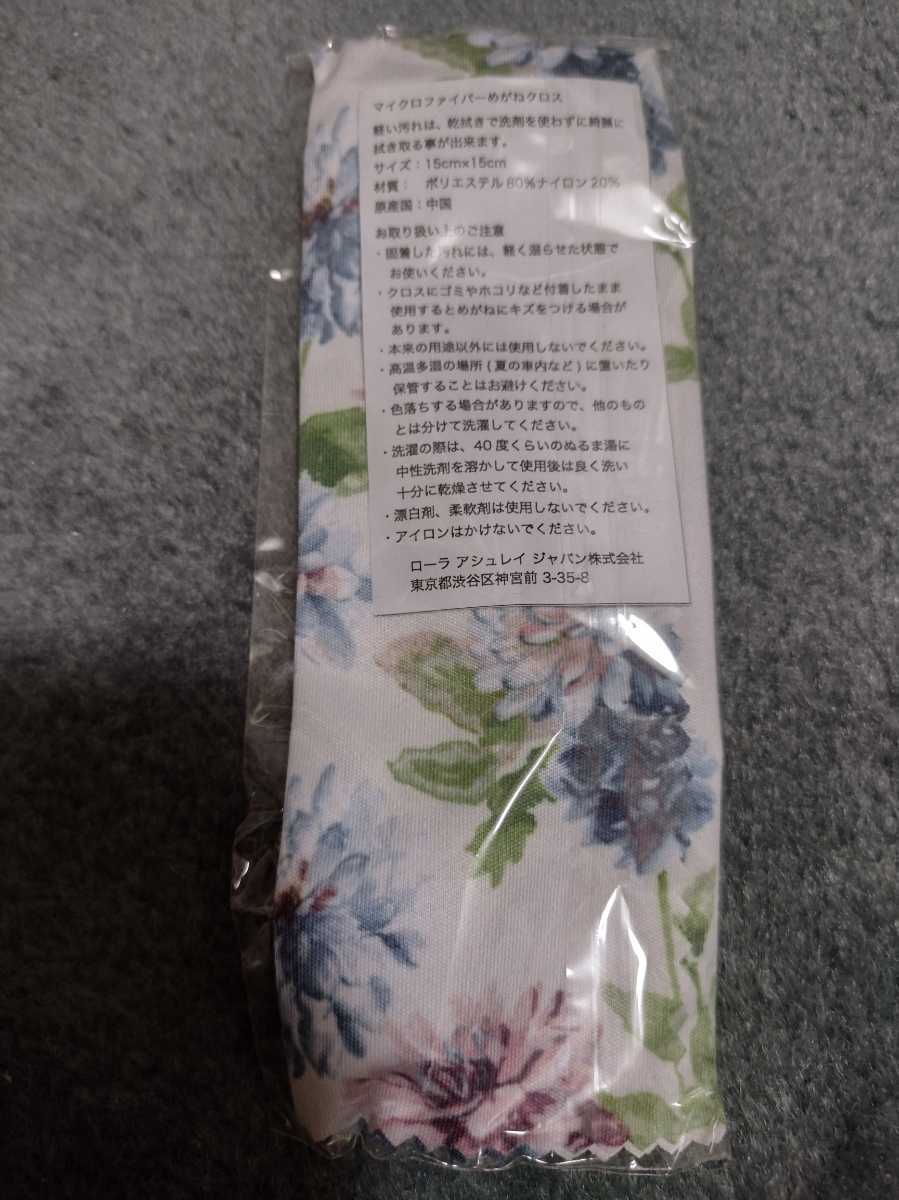 マイクロファイバーめがねクロス
軽い汚れは、乾拭きで洗剤を使わずに綺麗に
拭き取る事が出来ます。
サイズ：15cm×15cm
材質：　ポリエステル80%ナイロン20%
原産国：中国
お取り扱い上のご注意
・固着した汚れには、軽く湿らせた状態で
お使いください。
・クロスにゴミやホコリなど付着したまま
使用するとめがねにキズをつける場合が
あります。
・本来の用途以外には使用しないでください。
・高温多湿の場所(夏の車内など)に置いたり
保管することはお避けください。
・色落ちする場合がありますので、他のもの
とは分けて洗濯してください。
・洗濯の際は、40度くらいのぬるま湯に
中性洗剤を溶かして使用後は良く洗い
十分に乾燥させてください。
・漂白剤、柔軟剤は使用しないでください。
・アイロンはかけないでください。
ローラ アシュレイ ジャパン株式会社
東京都渋谷区神宮前 3-35-8